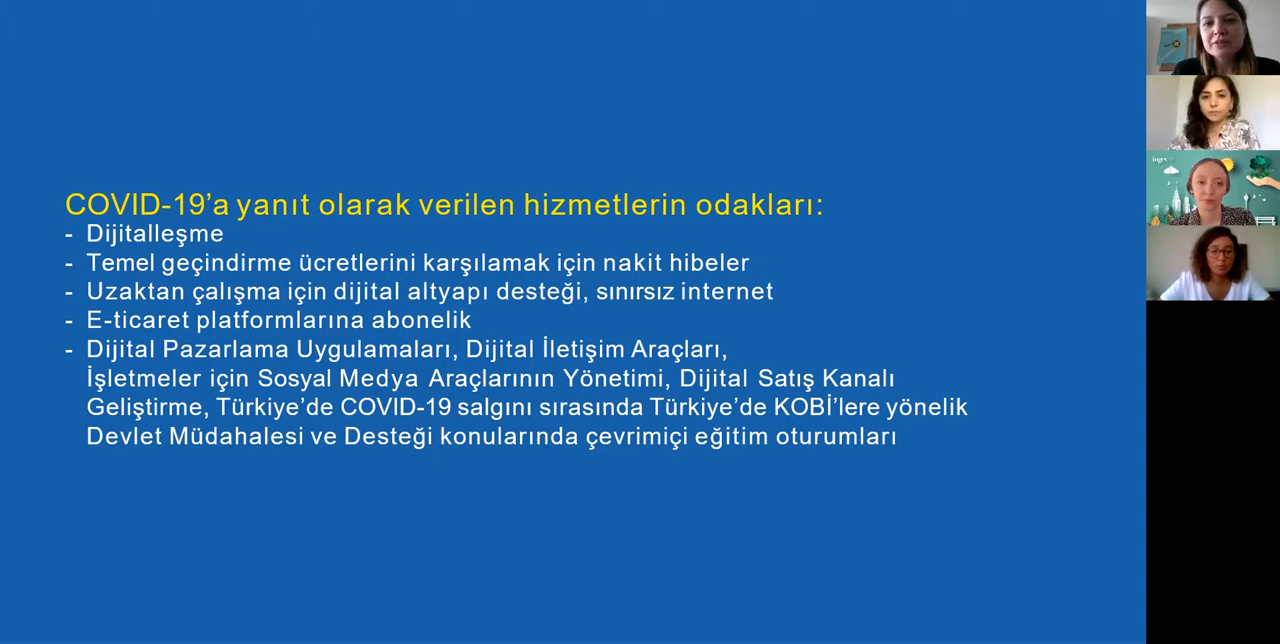 COVID-19’a yanıt olarak verilen hizmetlerin odakları:
- Dijitalleşme
- Temel geçindirme ücretlerini karşılamak için nakit hibeler
- Uzaktan çalışma için dijital altyapı desteği, sınırsız internet
- E-ticaret platformlarına abonelik
- Dijital Pazarlama Uygulamaları, Dijital İletişim Araçları,
İşletmeler için Sosyal Medya Araçlarının Yönetimi, Dijital Satış Kanalı
Geliştirme, Türkiye’de COVID-19 salgını sırasında Türkiye’de KOBİ’lere yönelik
Devlet Müdahalesi ve Desteği konularında çevrimiçi eğitim oturumları